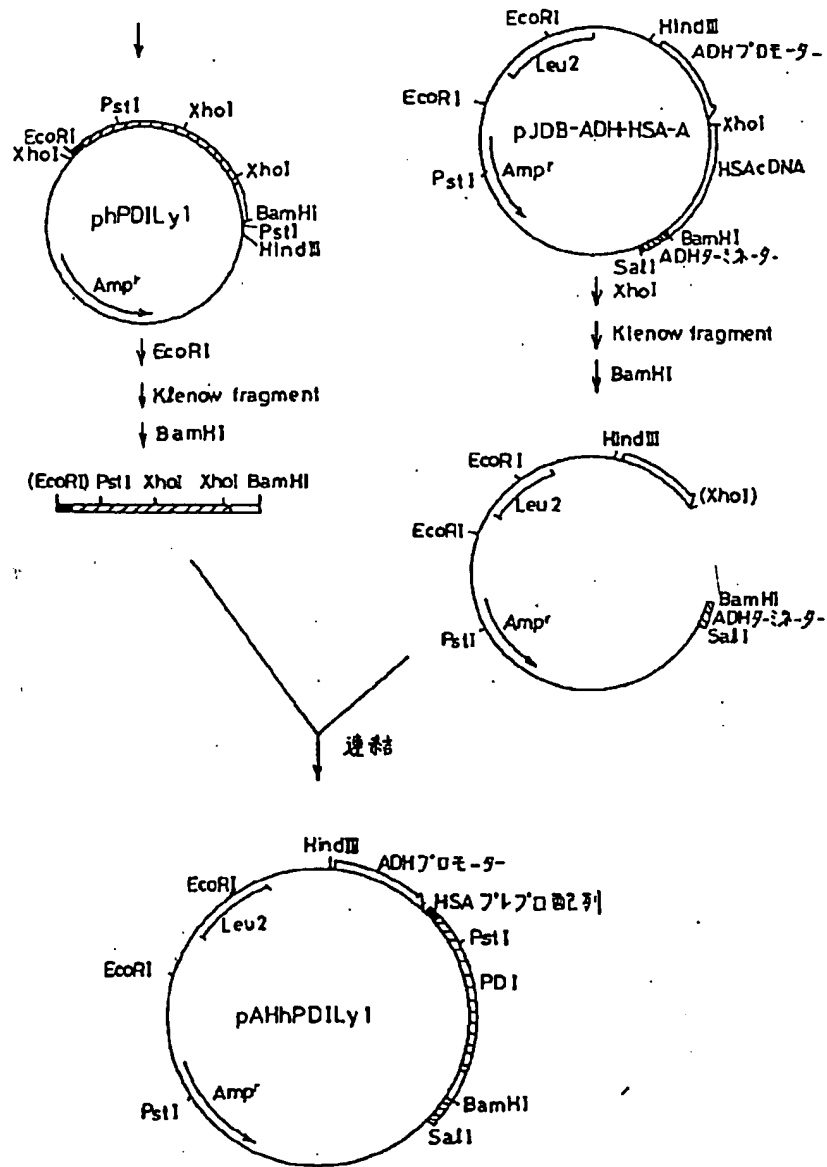 PstI
XhoI
EcoRI
XhoI
XhoI
BamHI
PstI
HindIII
phPDILy1
Ampʳ
EcoRI
Klenow fragment
BamHI
(EcoRI) PstI XhoI XhoI BamHI
EcoRI
HindIII
ADHプロモーター
Leu2
EcoRI
pJDB-ADH-HSA-A
XhoI
HSAcDNA
PstI
Ampʳ
BamHI
SalI
ADHターミネーター
XhoI
Klenow fragment
BamHI
HindIII
EcoRI
(XhoI)
Leu2
EcoRI
BamHI
ADHターミネーター
SalI
Ampʳ
PstI
連結
HindIII
ADHプロモーター
EcoRI
HSAプレプロ配列
Leu2
PstI
EcoRI
PDI
pAHhPDILy1
Ampʳ
PstI
BamHI
SalI